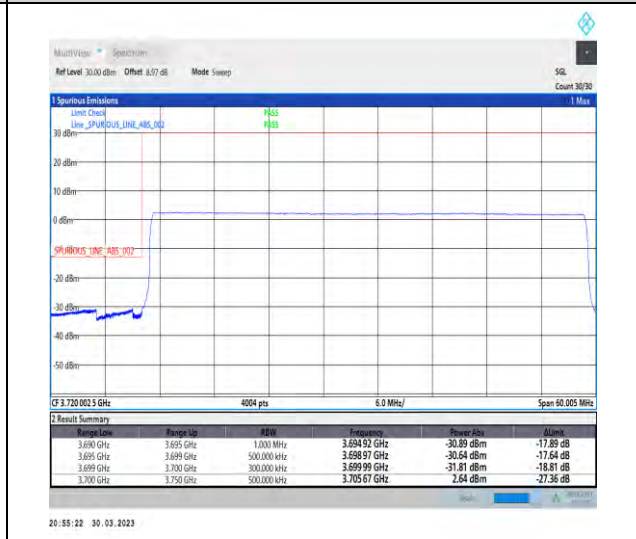 MultiView Spectrum
Ref Level 30.00 dBm Offset 8.97 dB Mode Sweep SGL
Count 30/30
1 Spurious Emissions 1 Max
Limit Check PASS
Line _SPURIOUS_LINE_ABS_002 PASS
30 dBm
20 dBm
10 dBm
0 dBm
SPURIOUS_LINE_ABS_002
-20 dBm
-30 dBm
-40 dBm
-50 dBm
CF 3.720 002 5 GHz 4004 pts 6.0 MHz/ Span 60.005 MHz
2 Result Summary
Range Low Range Up RBW Frequency Power Abs ΔLimit
3.690 GHz 3.695 GHz 1.000 MHz 3.694 92 GHz -30.89 dBm -17.89 dB
3.695 GHz 3.699 GHz 500.000 kHz 3.698 97 GHz -30.64 dBm -17.64 dB
3.699 GHz 3.700 GHz 300.000 kHz 3.699 99 GHz -31.81 dBm -18.81 dB
3.700 GHz 3.750 GHz 500.000 kHz 3.705 67 GHz 2.64 dBm -27.36 dB
20:55:22 30.03.2023